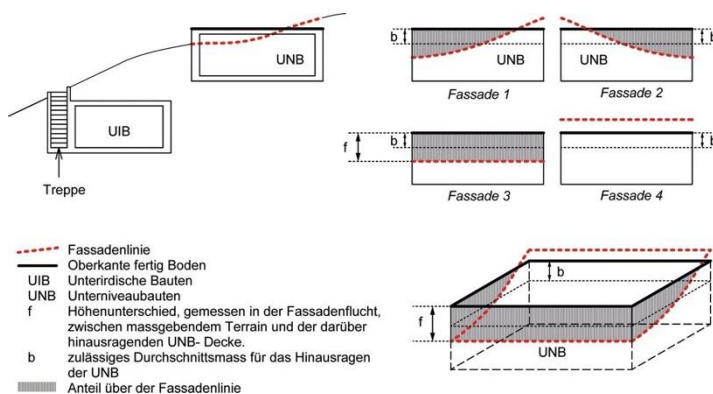 UNB
UIB
Treppe
b
UNB
Fassade 1
UNB
b
Fassade 2
f
b
Fassade 3
b
Fassade 4
Fassadenlinie
Oberkante fertig Boden
UIB Unterirdische Bauten
UNB Unterniveaubauten
f Höhenunterschied, gemessen in der Fassadenflucht,
zwischen massgebendem Terrain und der darüber
hinausragenden UNB- Decke.
b zulässiges Durchschnittsmass für das Hinausragen
der UNB
Anteil über der Fassadenlinie
b
f
UNB